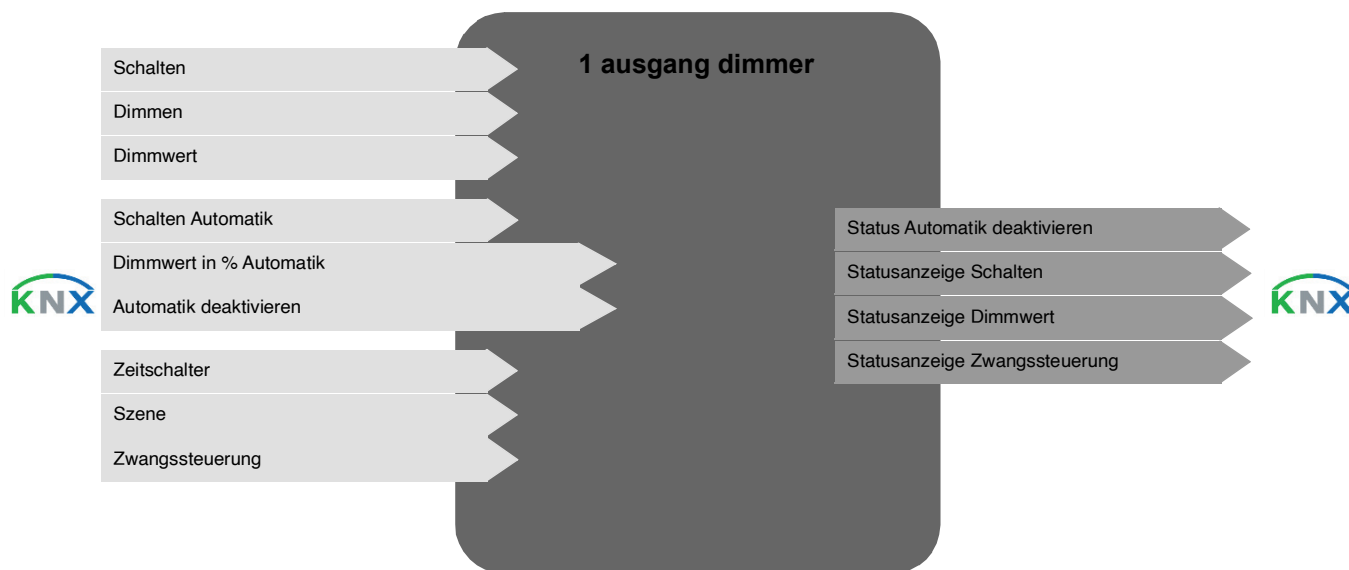 1 ausgang dimmer
Schalten
Dimmen
Dimmwert
Schalten Automatik
Dimmwert in % Automatik
Automatik deaktivieren
Zeitschalter
Szene
Zwangssteuerung
KNX
Status Automatik deaktivieren
Statusanzeige Schalten
Statusanzeige Dimmwert
Statusanzeige Zwangssteuerung
KNX